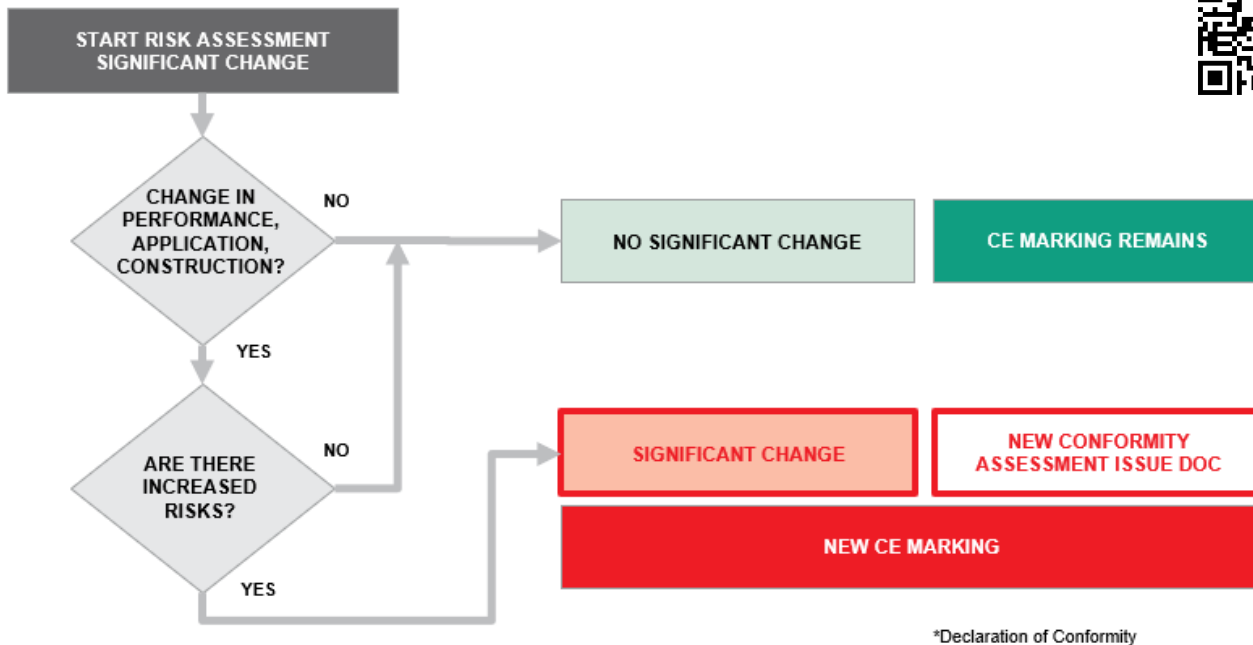 START RISK ASSESSMENT
SIGNIFICANT CHANGE
CHANGE IN
PERFORMANCE,
APPLICATION,
CONSTRUCTION?
NO
NO SIGNIFICANT CHANGE
CE MARKING REMAINS
YES
ARE THERE
INCREASED
RISKS?
NO
SIGNIFICANT CHANGE
NEW CONFORMITY
ASSESSMENT ISSUE DOC
NEW CE MARKING
YES
*Declaration of Conformity